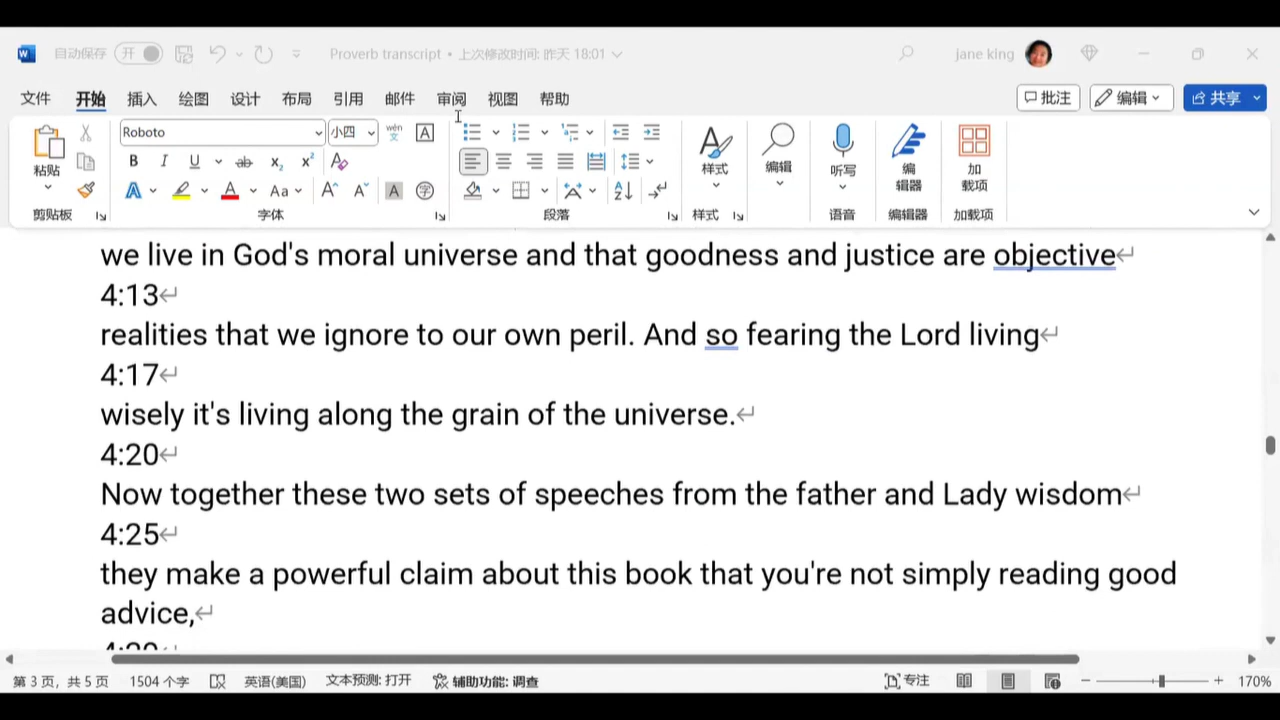 自动保存 开 Proverb transcript • 上次修改时间: 昨天 18:01 jane king
文件 开始 插入 绘图 设计 布局 引用 邮件 审阅 视图 帮助 批注 编辑 共享
粘贴 Roboto 小四 wén 文 A 样式 编辑 听写 编辑器 加载项
B I U ab x₂ x² A
A A Aa A A A 字 A Z
剪贴板 字体 段落 样式 语音 编辑器 加载项
we live in God's moral universe and that goodness and justice are objective↵
4:13↵
realities that we ignore to our own peril. And so fearing the Lord living↵
4:17↵
wisely it's living along the grain of the universe.↵
4:20↵
Now together these two sets of speeches from the father and Lady wisdom↵
4:25↵
they make a powerful claim about this book that you're not simply reading good
advice,↵
第 3 页，共 5 页 1504 个字 英语(美国) 文本预测: 打开 辅助功能: 调查 专注 170%